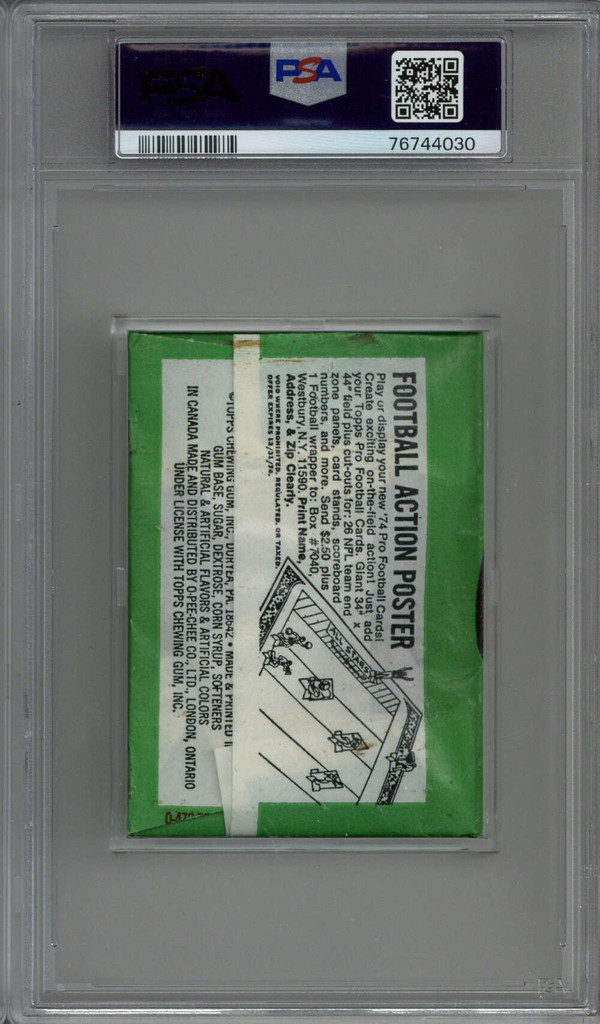 PSA
PSA
76744030
FOOTBALL ACTION POSTER
Play or display your new '74 Pro Football Cards!
Create exciting on-the-field action! Just add
your Topps Pro Football Cards. Giant 34" x
44" field plus cut-outs for: 26 NFL team end
zone panels, card stands, scoreboard
numbers, and more. Send $2.50 plus
1 Football wrapper to: Box #7040,
Westbury, N.Y. 11590. Print Name,
Address, & Zip Clearly.
VOID WHERE PROHIBITED, REGULATED, OR TAXED.
OFFER EXPIRES 12/31/74.
ALL STARS
©TOPPS CHEWING GUM, INC., DURYEA, PA. 18642 • MADE & PRINTED I
GUM BASE, SUGAR, DEXTROSE, CORN SYRUP, SOFTENERS
NATURAL & ARTIFICIAL FLAVORS & ARTIFICIAL COLORS
IN CANADA MADE AND DISTRIBUTED BY O-PEE-CHEE CO., LTD., LONDON, ONTARIO
UNDER LICENSE WITH TOPPS CHEWING GUM, INC.